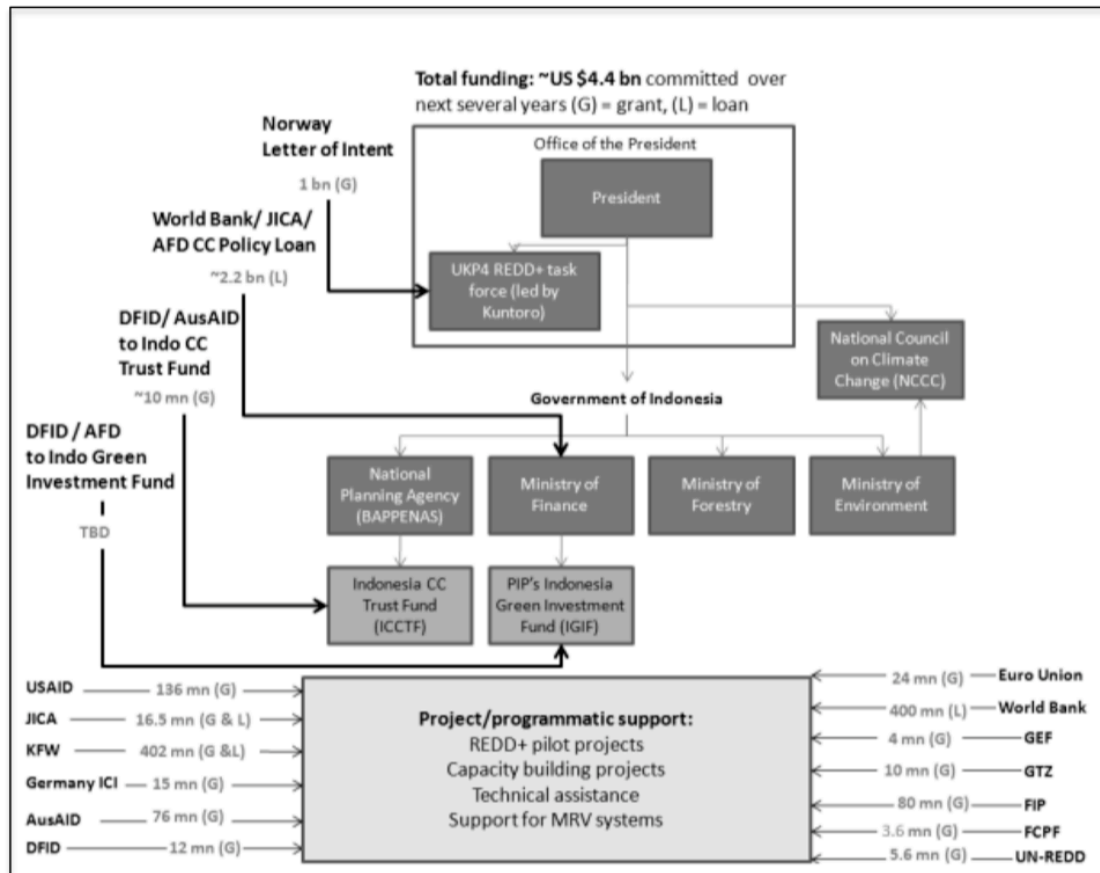 Total funding: ~US $4.4 bn committed over
next several years (G) = grant, (L) = loan
Norway
Letter of Intent
1 bn (G)
Office of the President
President
World Bank/ JICA/
AFD CC Policy Loan
~2.2 bn (L)
UKP4 REDD+ task
force (led by
Kuntoro)
DFID/ AusAID
to Indo CC
Trust Fund
~10 mn (G)
National Council
on Climate
Change (NCCC)
Government of Indonesia
DFID / AFD
to Indo Green
Investment Fund
TBD
National
Planning Agency
(BAPPENAS)
Ministry of
Finance
Ministry of
Forestry
Ministry of
Environment
Indonesia CC
Trust Fund
(ICCTF)
PIP's Indonesia
Green Investment
Fund (IGIF)
USAID 136 mn (G)
JICA 16.5 mn (G & L)
KFW 402 mn (G &L)
Germany ICI 15 mn (G)
AusAID 76 mn (G)
DFID 12 mn (G)
Project/programmatic support:
REDD+ pilot projects
Capacity building projects
Technical assistance
Support for MRV systems
24 mn (G) Euro Union
400 mn (L) World Bank
4 mn (G) GEF
10 mn (G) GTZ
80 mn (G) FIP
3.6 mn (G) FCPF
5.6 mn (G) UN-REDD